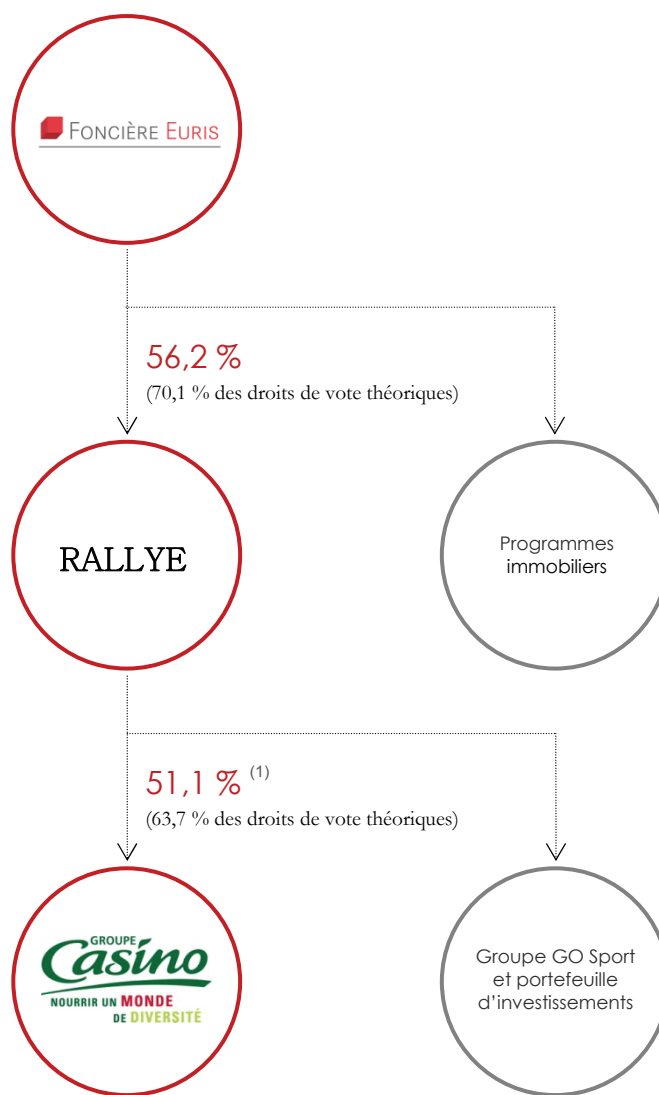 FONCIÈRE EURIS
56,2 %
(70,1 % des droits de vote théoriques)
RALLYE
Programmes
immobiliers
51,1 % (1)
(63,7 % des droits de vote théoriques)
GROUPE
Casino
NOURRIR UN MONDE
DE DIVERSITÉ
Groupe GO Sport
et portefeuille
d’investissements